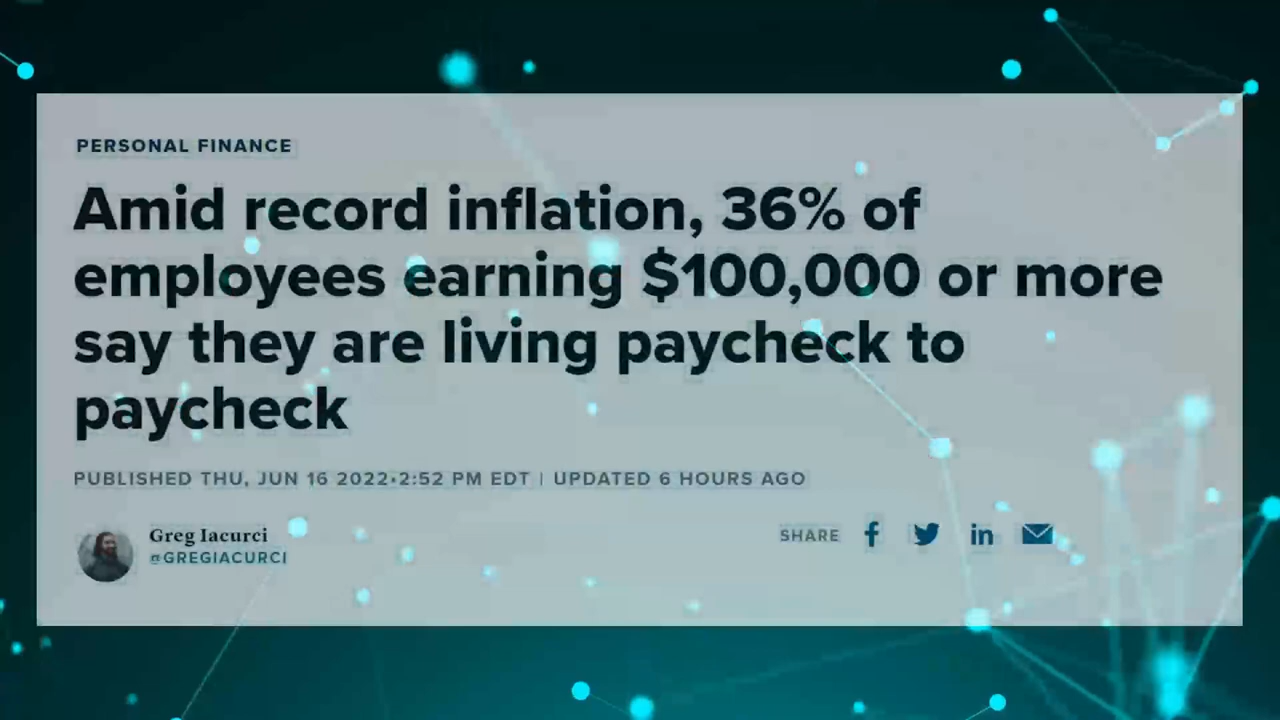 PERSONAL FINANCE
Amid record inflation, 36% of
employees earning $100,000 or more
say they are living paycheck to
paycheck
PUBLISHED THU, JUN 16 2022•2:52 PM EDT | UPDATED 6 HOURS AGO
Greg Iacurci
@GREGIACURCI
SHARE